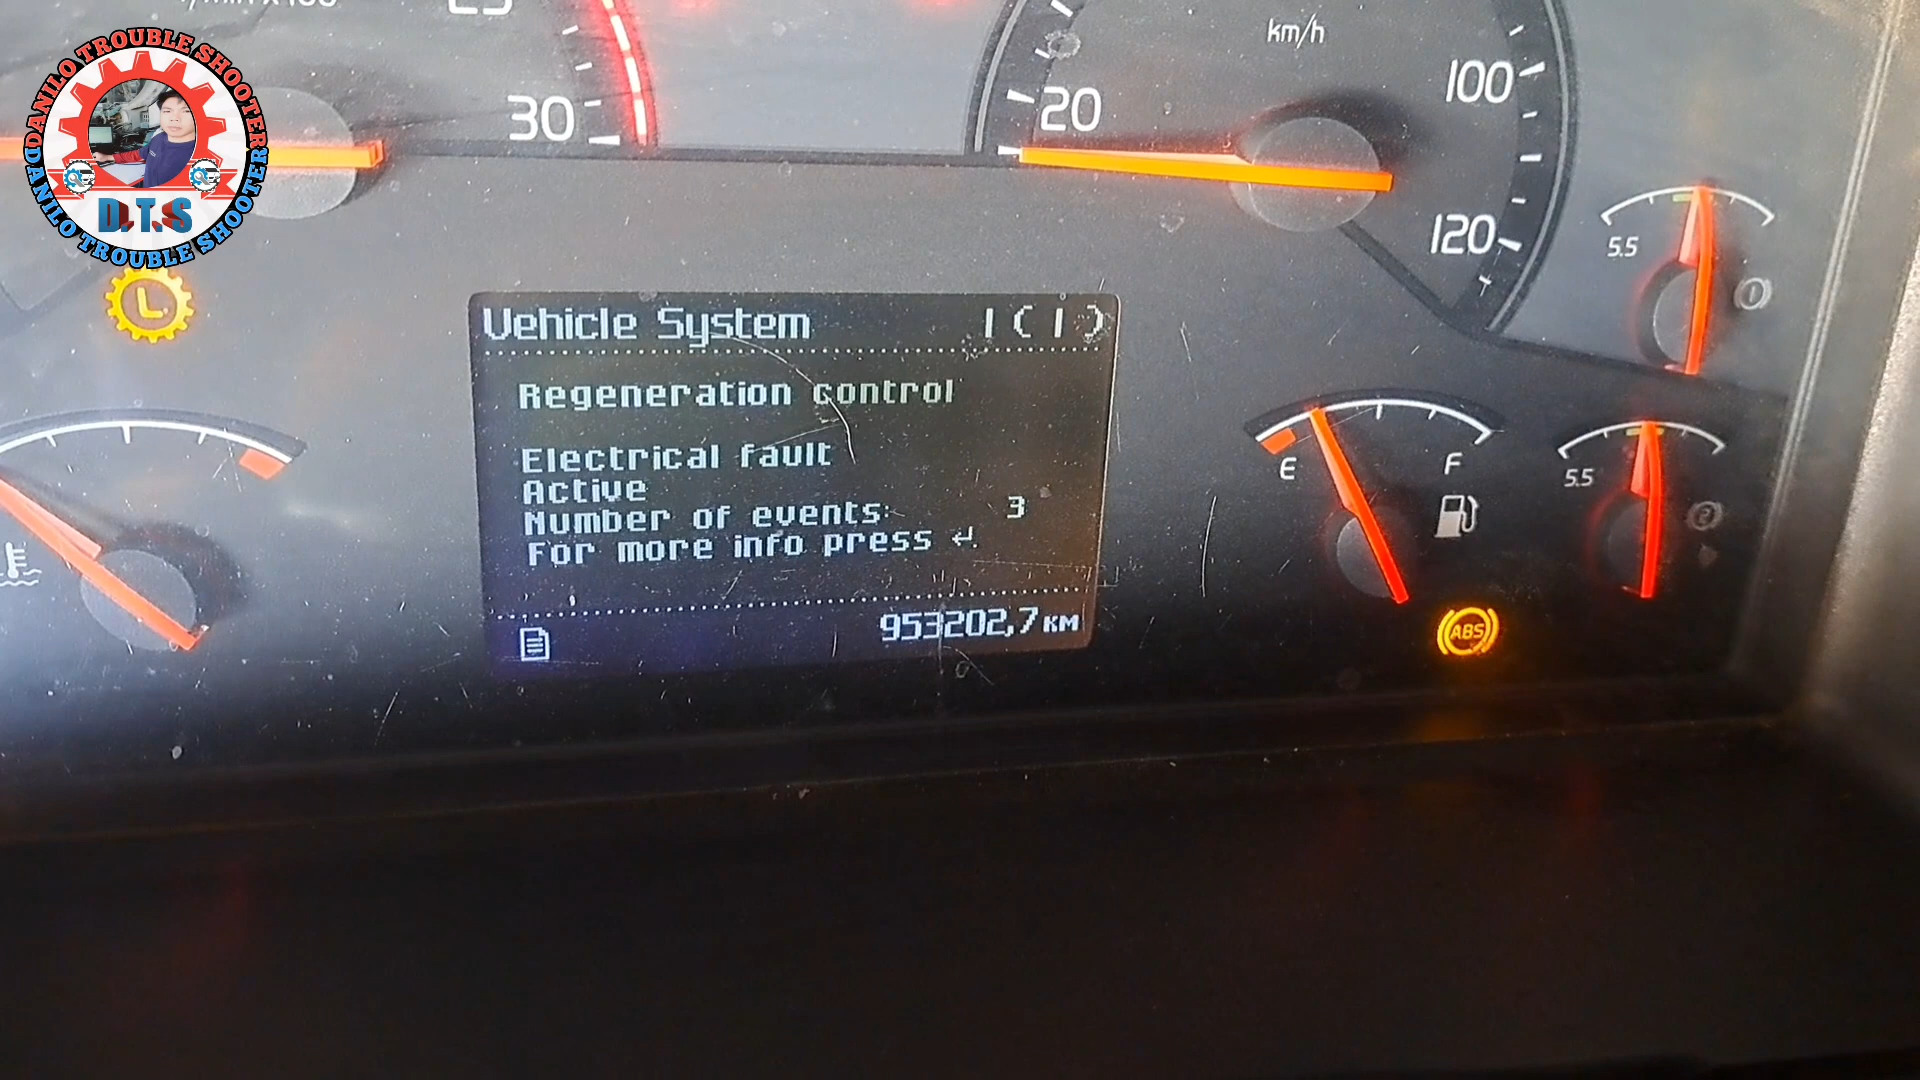 DANILO TROUBLE SHOOTER
D.T.S
DANILO TROUBLE SHOOTER
30
km/h
20
100
120
5.5
L
Vehicle System 1(1)
Regeneration control
Electrical fault
Active
Number of events: 3
For more info press ↵.
953202,7 км
E
F
5.5
ABS